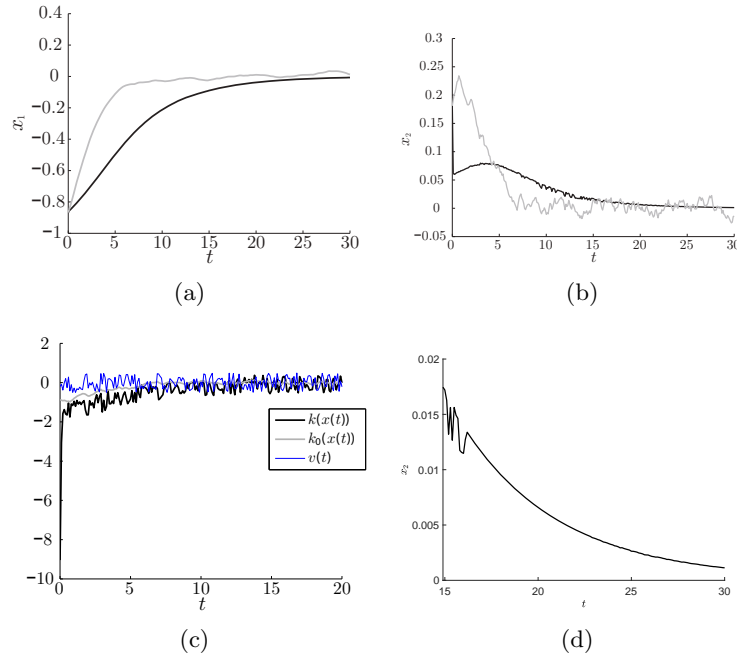 0.4
0.2
0
−0.2
−0.4
−0.6
−0.8
−1
x₁
0 5 10 15 20 25 30
t
(a)
0.3
0.25
0.2
0.15
0.1
0.05
0
−0.05
x₂
0 5 10 15 20 25 30
t
(b)
2
0
−2
−4
−6
−8
−10
0 5 10 15 20
t
k(x(t))
k₀(x(t))
v(t)
(c)
0.02
0.015
0.01
0.005
0
x₂
15 20 25 30
t
(d)